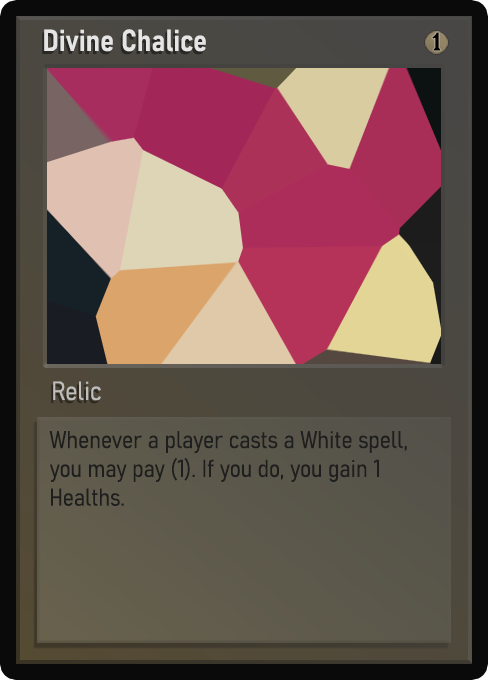 Divine Chalice 1
Relic
Whenever a player casts a White spell,
you may pay (1). If you do, you gain 1
Healths.